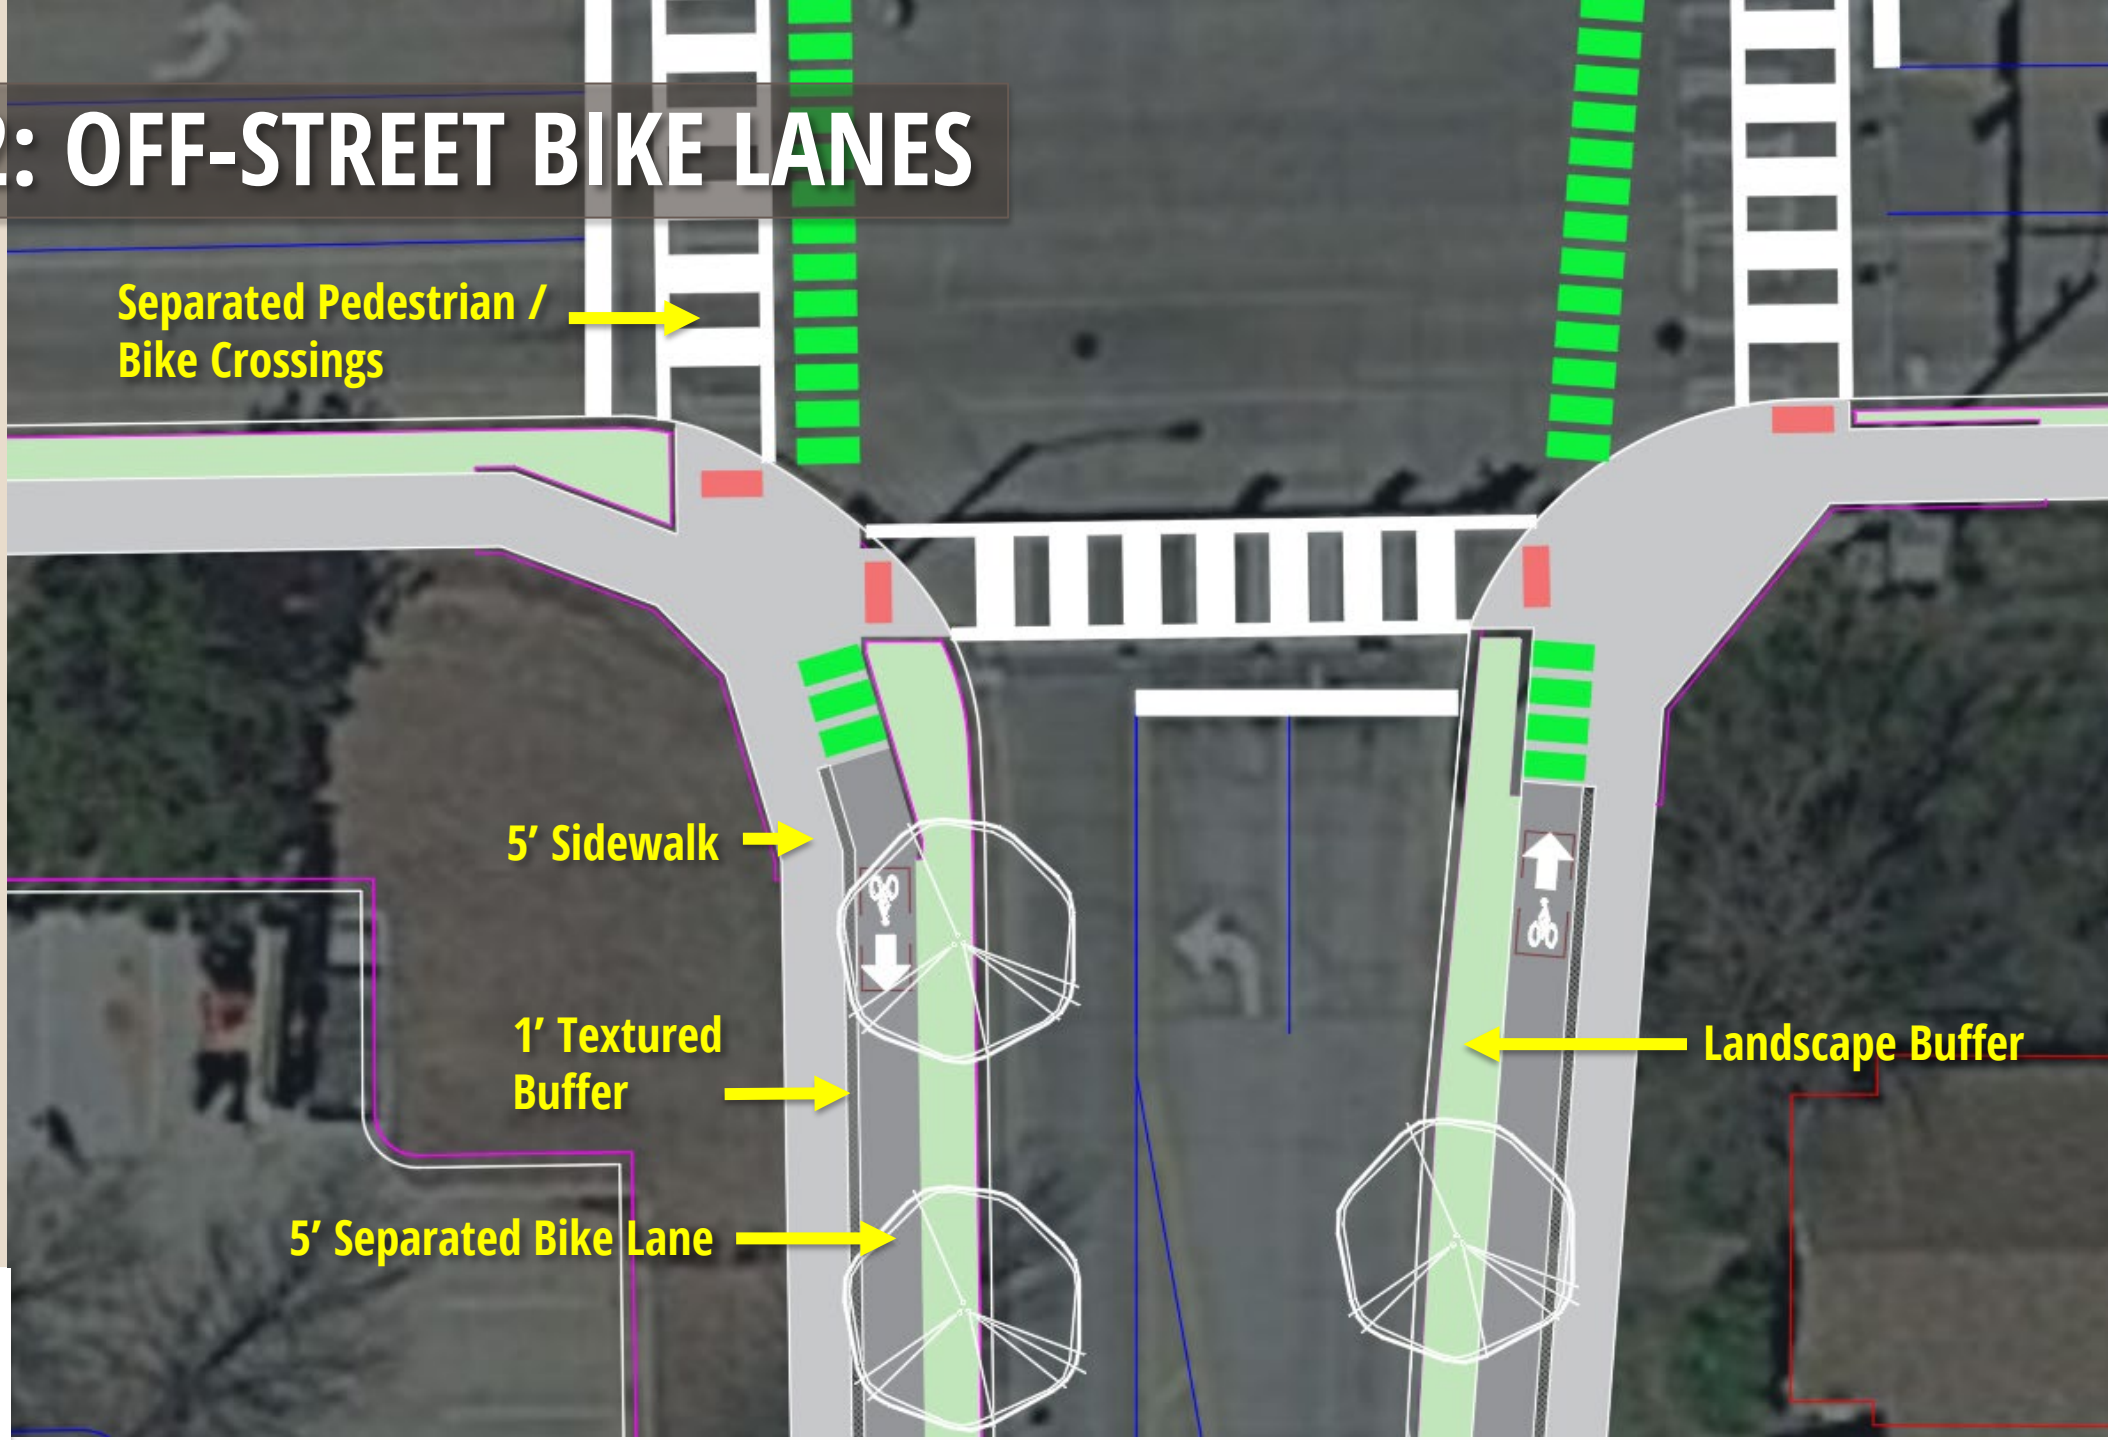 2: OFF-STREET BIKE LANES
Separated Pedestrian /
Bike Crossings
5’ Sidewalk
1’ Textured
Buffer
Landscape Buffer
5’ Separated Bike Lane